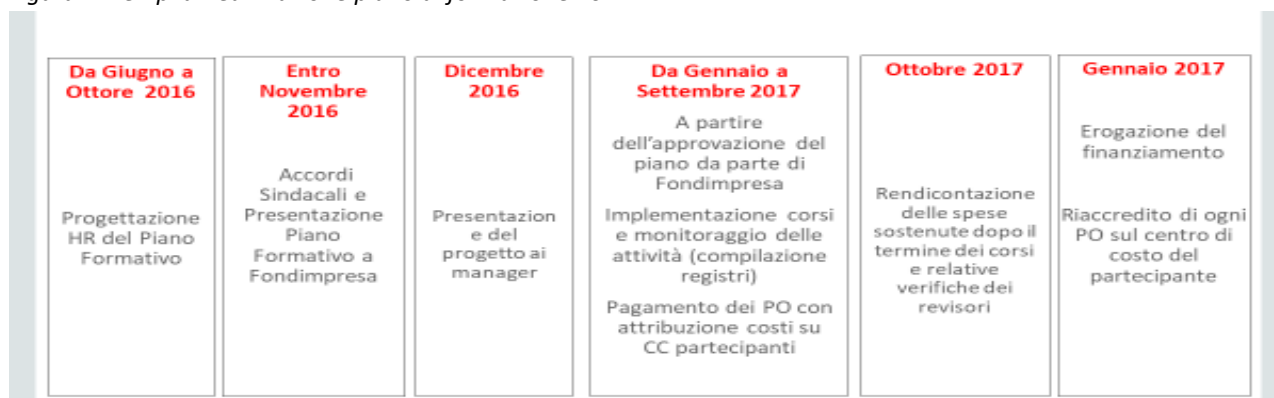 Da Giugno a
Ottore 2016
Progettazione
HR del Piano
Formativo
Entro
Novembre
2016
Accordi
Sindacali e
Presentazione
Piano
Formativo a
Fondimpresa
Dicembre
2016
Presentazion
e del
progetto ai
manager
Da Gennaio a
Settembre 2017
A partire
dell'approvazione del
piano da parte di
Fondimpresa
Implementazione corsi
e monitoraggio delle
attività (compilazione
registri)
Pagamento dei PO con
attribuzione costi su
CC partecipanti
Ottobre 2017
Rendicontazione
delle spese
sostenute dopo il
termine dei corsi
e relative
verifiche dei
revisori
Gennaio 2017
Erogazione del
finanziamento
Riaccredito di ogni
PO sul centro di
costo del
partecipante